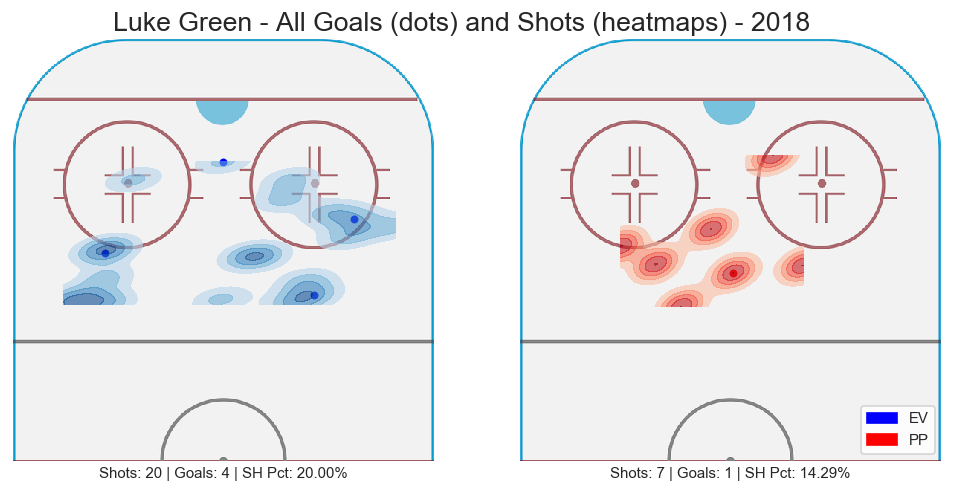 Luke Green - All Goals (dots) and Shots (heatmaps) - 2018
EV
PP
Shots: 20 | Goals: 4 | SH Pct: 20.00%
Shots: 7 | Goals: 1 | SH Pct: 14.29%